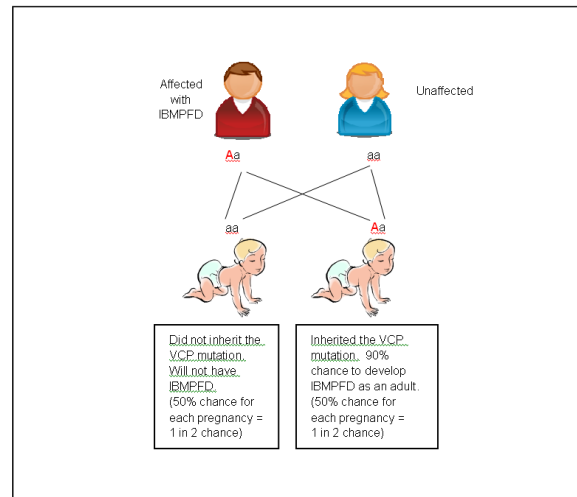 Affected
with
IBMPFD
Unaffected
Aa
aa
aa
Aa
Did not inherit the
VCP mutation.
Will not have
IBMPFD.
(50% chance for
each pregnancy =
1 in 2 chance)
Inherited the VCP
mutation. 90%
chance to develop
IBMPFD as an adult.
(50% chance for
each pregnancy =
1 in 2 chance)